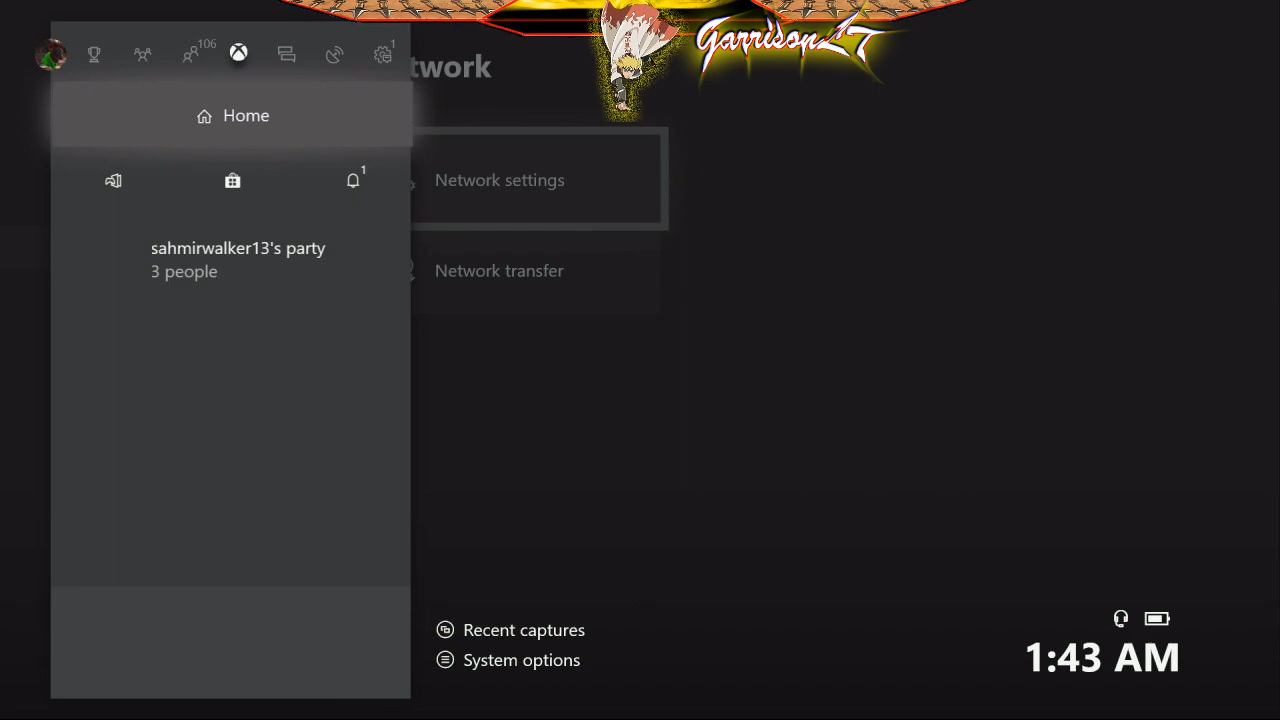 GarrisonLT
106
1
twork
Home
Network settings
1
sahmirwalker13's party
3 people
Network transfer
Recent captures
System options
1:43 AM